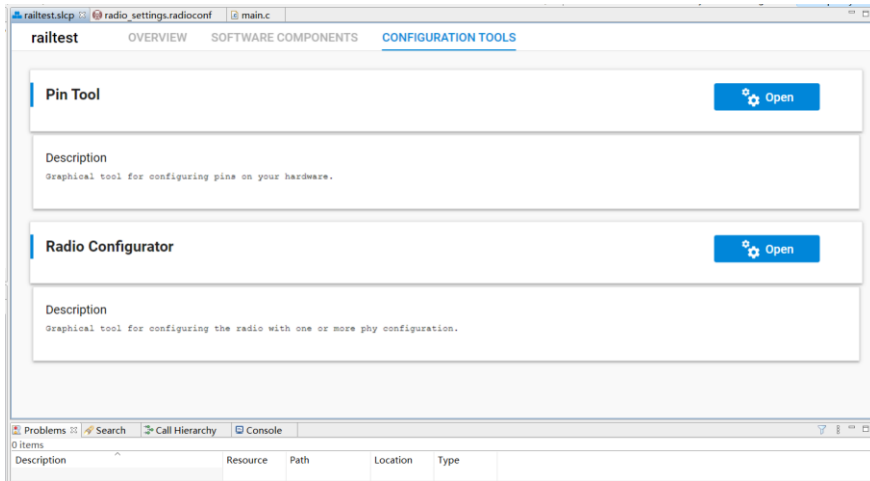 railtest.slcp radio_settings.radioconf main.c
railtest OVERVIEW SOFTWARE COMPONENTS CONFIGURATION TOOLS
Pin Tool Open
Description
Graphical tool for configuring pins on your hardware.
Radio Configurator Open
Description
Graphical tool for configuring the radio with one or more phy configuration.
Problems Search Call Hierarchy Console
0 items
Description Resource Path Location Type